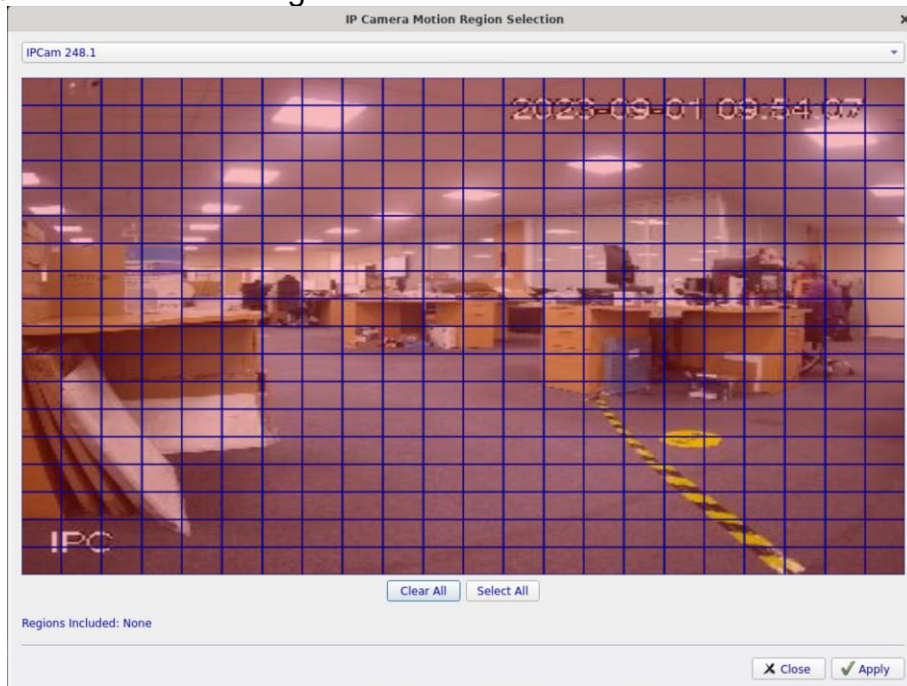 IP Camera Motion Region Selection
IPCam 248.1
2023-09-01 09:54:07
IPC
Clear All Select All
Regions Included: None
Close Apply